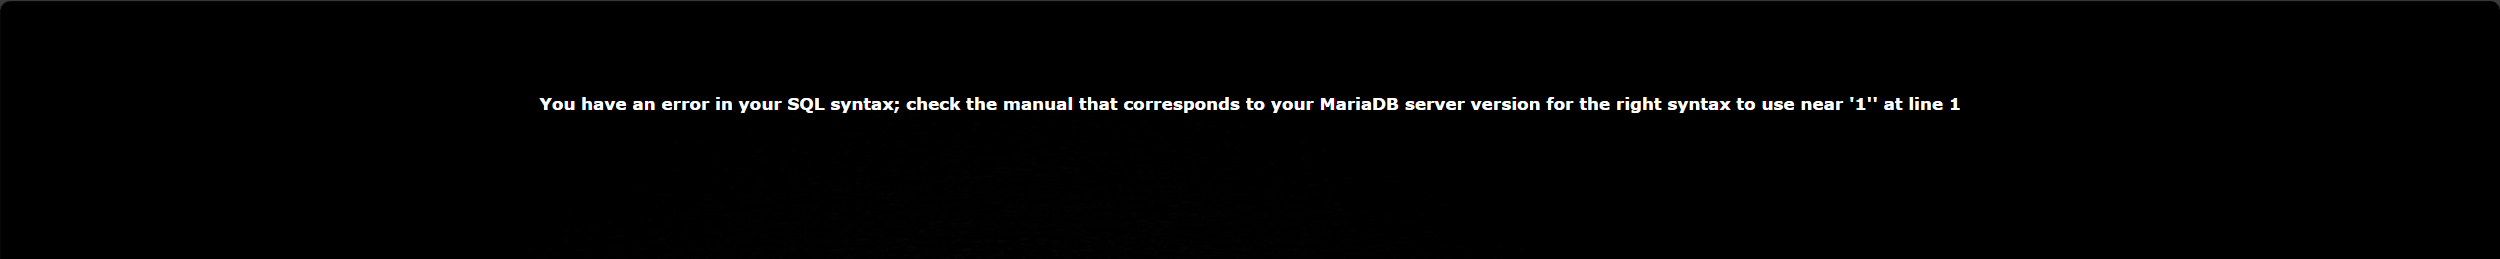 You have an error in your SQL syntax; check the manual that corresponds to your MariaDB server version for the right syntax to use near '1'' at line 1